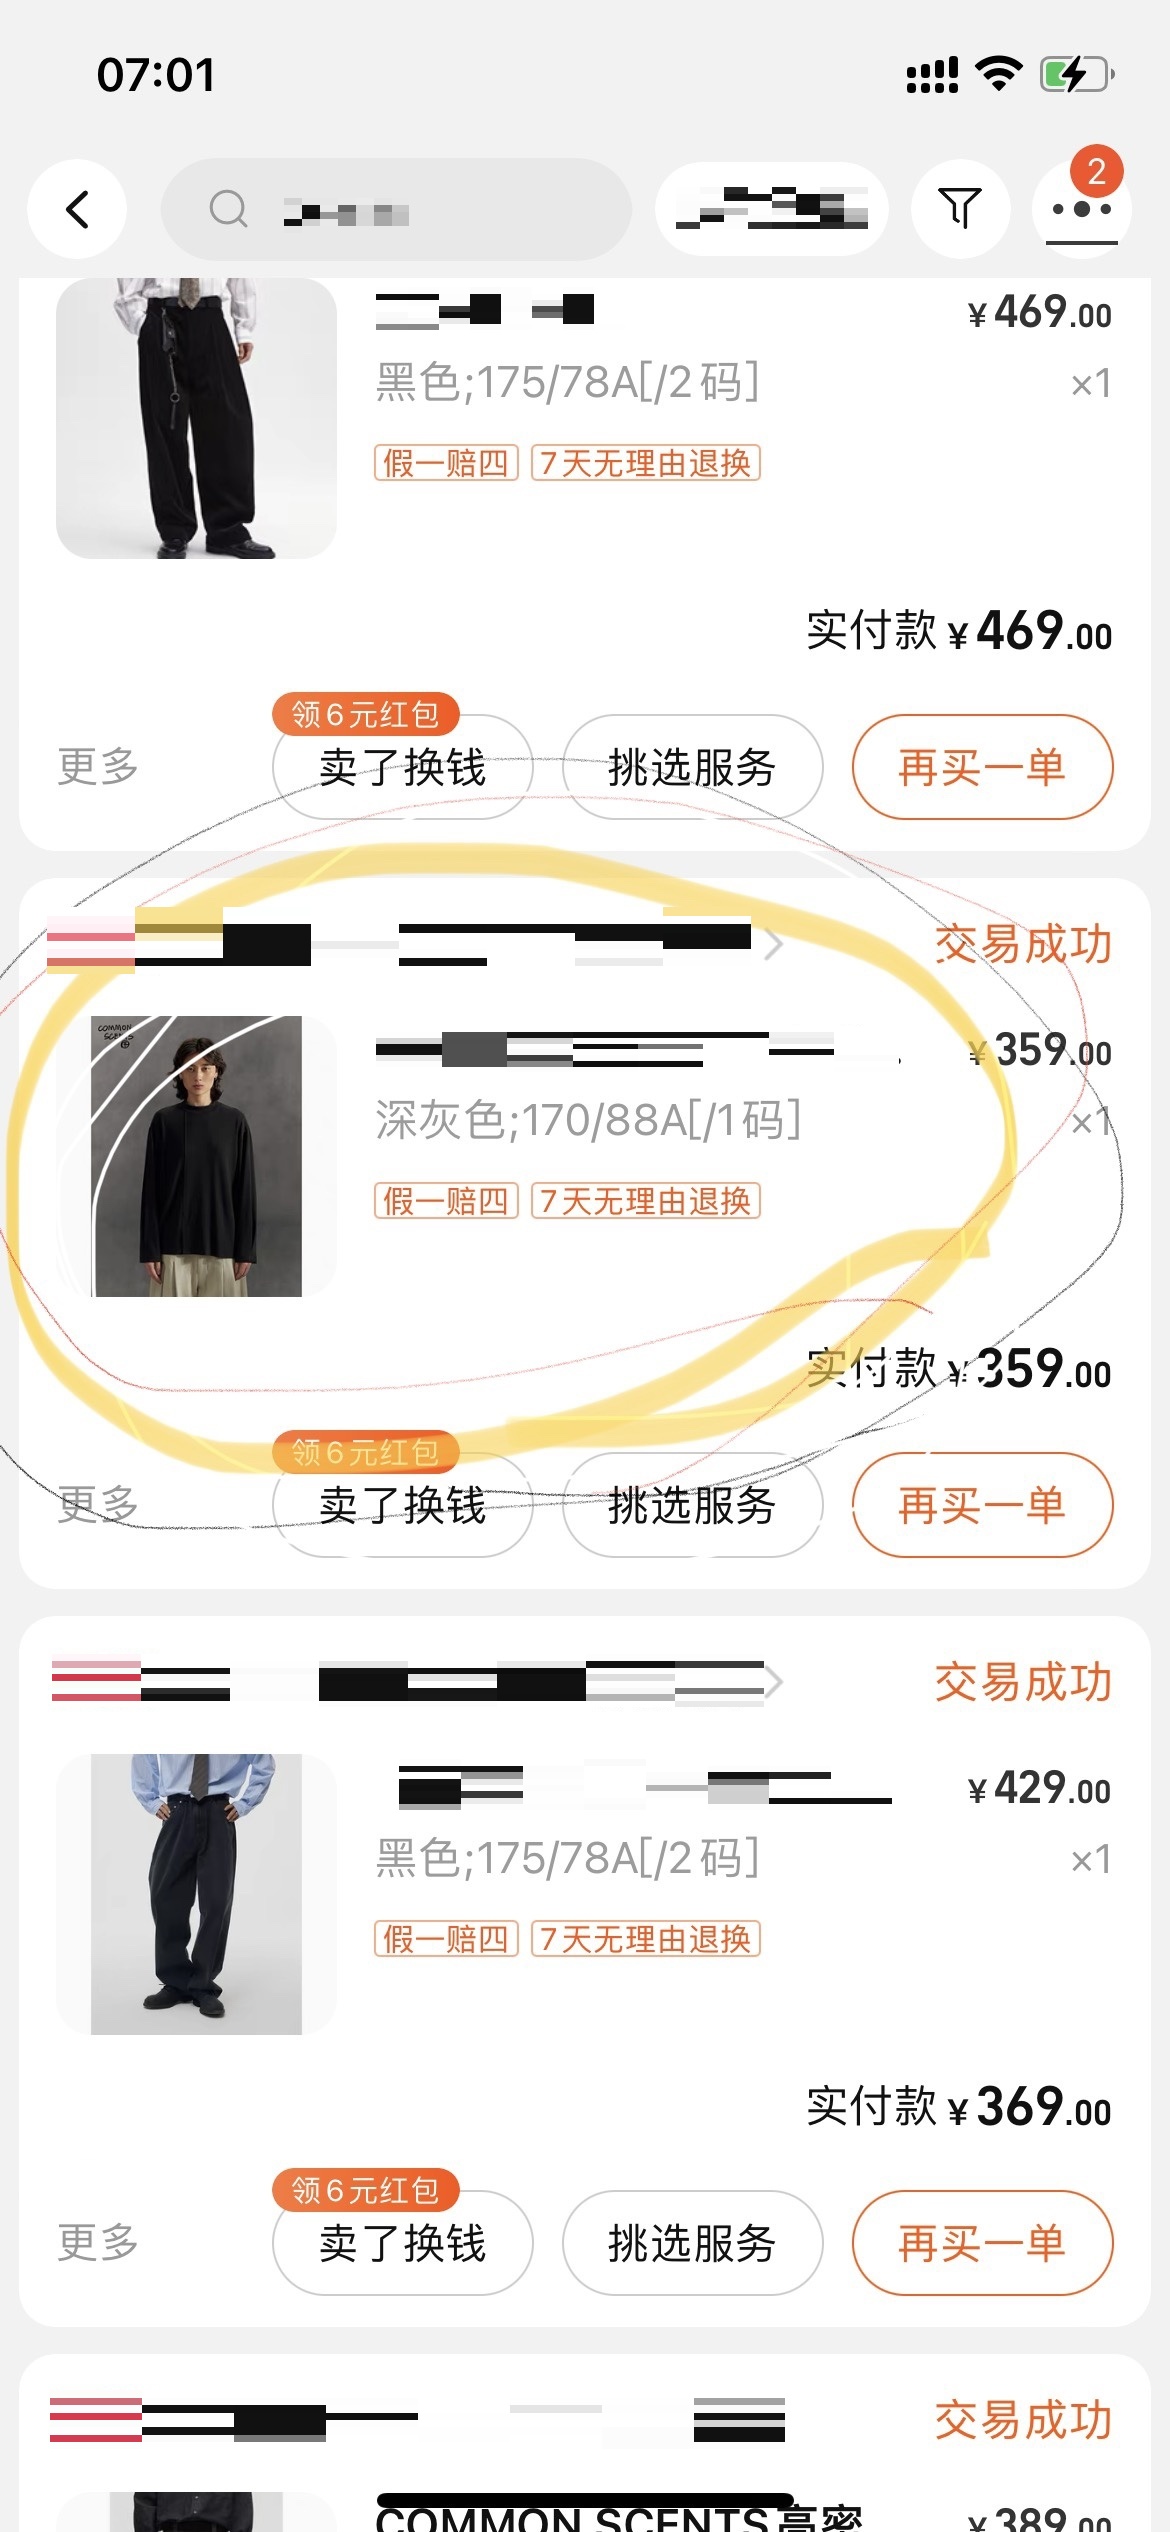 07:01
2
¥469.00
黑色;175/78A[/2码]
×1
假一赔四 7天无理由退换
实付款 ¥469.00
领6元红包
更多 卖了换钱 挑选服务 再买一单
交易成功
COMMON
SCENTS
¥359.00
深灰色;170/88A[/1码]
×1
假一赔四 7天无理由退换
实付款 ¥359.00
领6元红包
更多 卖了换钱 挑选服务 再买一单
交易成功
¥429.00
黑色;175/78A[/2码]
×1
假一赔四 7天无理由退换
实付款 ¥369.00
领6元红包
更多 卖了换钱 挑选服务 再买一单
交易成功
COMMON SCENTS高密
¥389.00